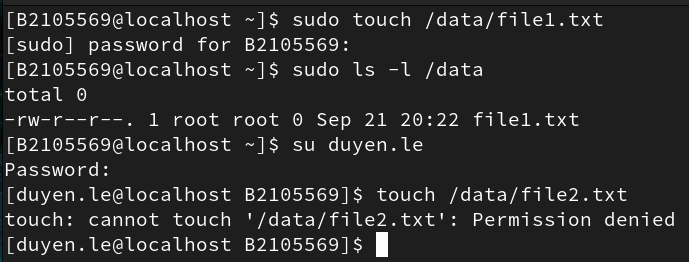 [B2105569@localhost ~]$ sudo touch /data/file1.txt
[sudo] password for B2105569:
[B2105569@localhost ~]$ sudo ls -l /data
total 0
-rw-r--r--. 1 root root 0 Sep 21 20:22 file1.txt
[B2105569@localhost ~]$ su duyen.le
Password:
[duyen.le@localhost B2105569]$ touch /data/file2.txt
touch: cannot touch '/data/file2.txt': Permission denied
[duyen.le@localhost B2105569]$